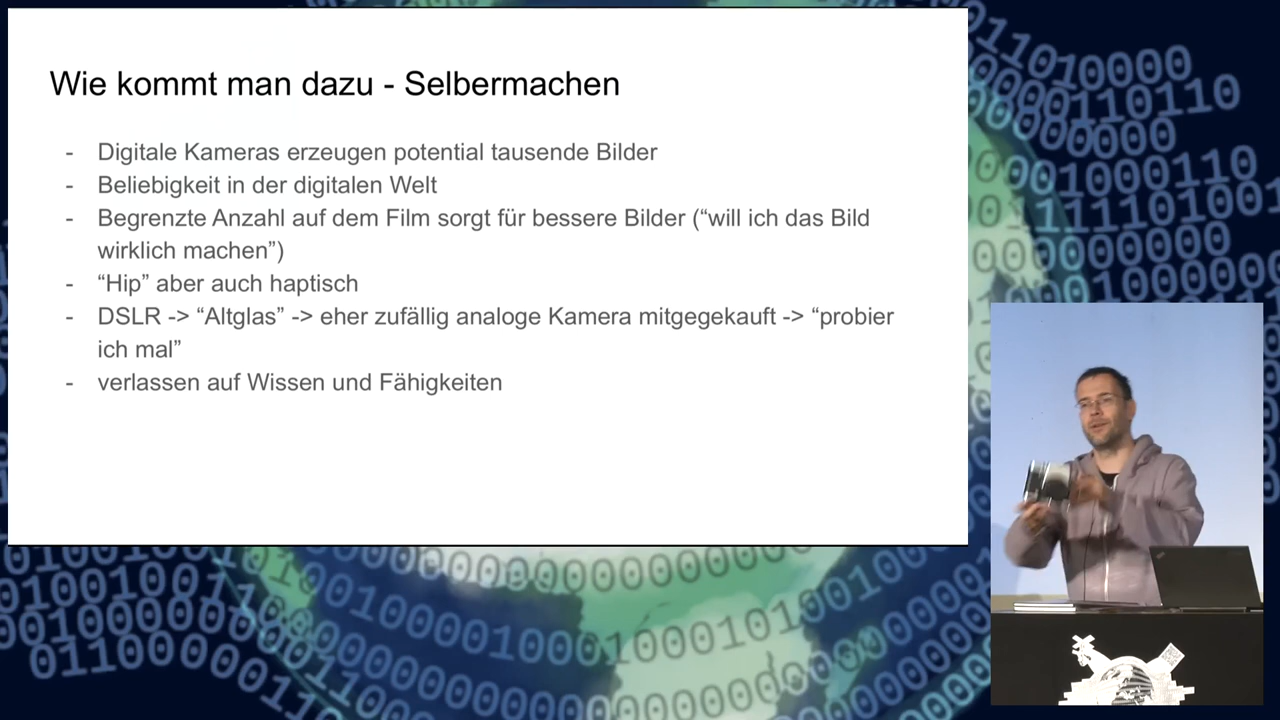 Wie kommt man dazu - Selbermachen
- Digitale Kameras erzeugen potential tausende Bilder
- Beliebigkeit in der digitalen Welt
- Begrenzte Anzahl auf dem Film sorgt für bessere Bilder (“will ich das Bild
wirklich machen”)
- “Hip” aber auch haptisch
- DSLR -> “Altglas” -> eher zufällig analoge Kamera mitgegekauft -> “probier
ich mal”
- verlassen auf Wissen und Fähigkeiten